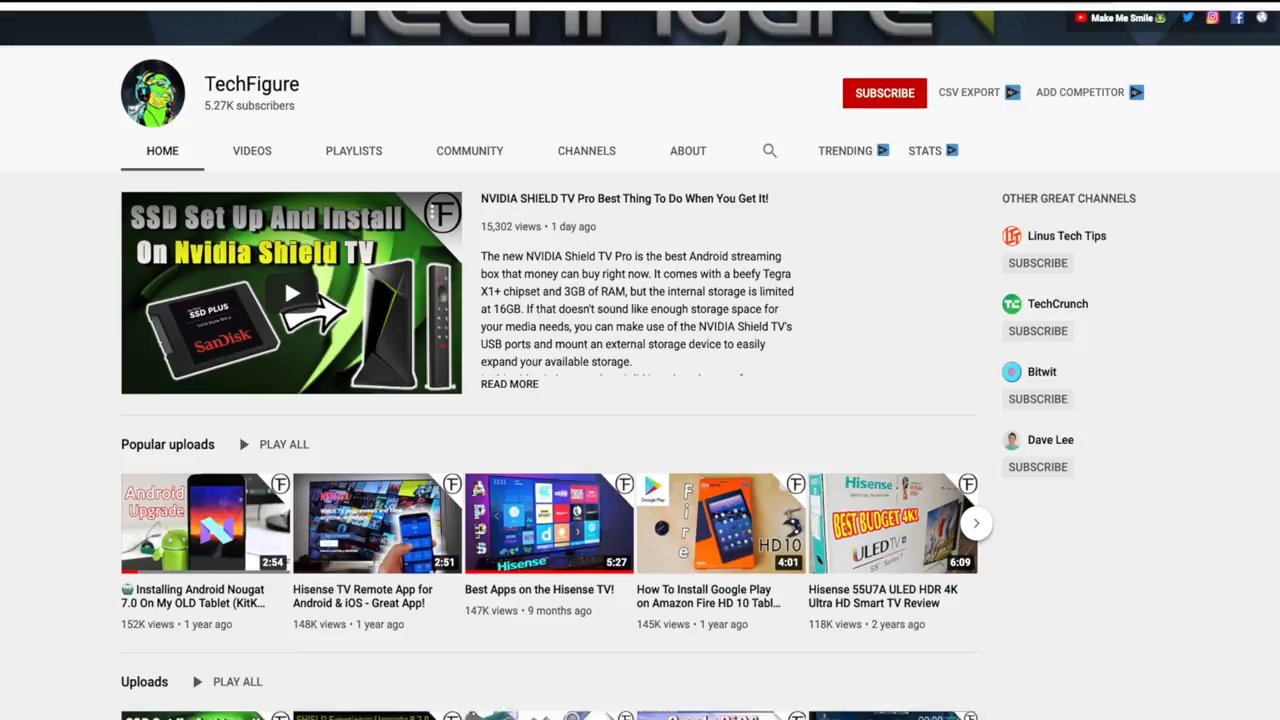 TechFigure
Make Me Smile
TechFigure
5.27K subscribers
SUBSCRIBE
CSV EXPORT
ADD COMPETITOR
HOME
VIDEOS
PLAYLISTS
COMMUNITY
CHANNELS
ABOUT
TRENDING
STATS
SSD Set Up And Install
On Nvidia Shield TV
SSD PLUS
SanDisk
NVIDIA SHIELD TV Pro Best Thing To Do When You Get It!
15,302 views • 1 day ago
The new NVIDIA Shield TV Pro is the best Android streaming
box that money can buy right now. It comes with a beefy Tegra
X1+ chipset and 3GB of RAM, but the internal storage is limited
at 16GB. If that doesn't sound like enough storage space for
your media needs, you can make use of the NVIDIA Shield TV's
USB ports and mount an external storage device to easily
expand your available storage.
READ MORE
OTHER GREAT CHANNELS
Linus Tech Tips
SUBSCRIBE
TechCrunch
SUBSCRIBE
Bitwit
SUBSCRIBE
Dave Lee
SUBSCRIBE
Popular uploads
PLAY ALL
Android
Upgrade
N
2:54
2:51
Apps
Hisense
5:27
Google Play
Fire
HD 10
4:01
Hisense
BEST BUDGET 4K!
ULED TV
6:09
Installing Android Nougat
7.0 On My OLD Tablet (KitK...
152K views • 1 year ago
Hisense TV Remote App for
Android & iOS - Great App!
148K views • 1 year ago
Best Apps on the Hisense TV!
147K views • 9 months ago
How To Install Google Play
on Amazon Fire HD 10 Tabl...
145K views • 1 year ago
Hisense 55U7A ULED HDR 4K
Ultra HD Smart TV Review
118K views • 2 years ago
Uploads
PLAY ALL